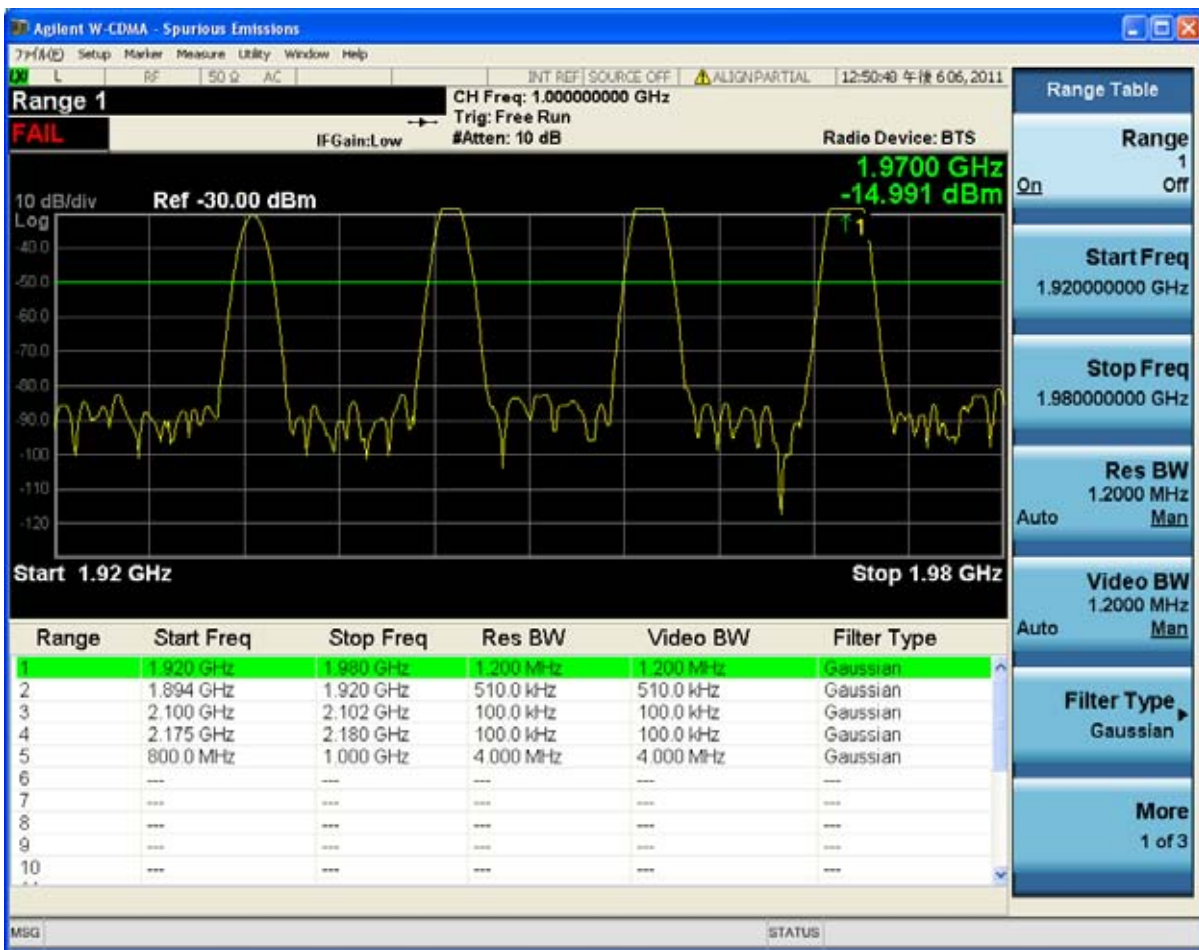 Agilent W-CDMA - Spurious Emissions
ファイル(F) Setup Marker Measure Utility Window Help
LXI L RF 50 Ω AC INT REF SOURCE OFF ALIGN PARTIAL 12:50:40 午後 6 06, 2011
Range 1
FAIL
IFGain:Low
CH Freq: 1.000000000 GHz
Trig: Free Run
#Atten: 10 dB
Radio Device: BTS
1.9700 GHz
-14.991 dBm
10 dB/div Ref -30.00 dBm
Log
1
-40.0
-50.0
-60.0
-70.0
-80.0
-90.0
-100
-110
-120
Start 1.92 GHz Stop 1.98 GHz
Range Start Freq Stop Freq Res BW Video BW Filter Type
1 1.920 GHz 1.980 GHz 1.200 MHz 1.200 MHz Gaussian
2 1.894 GHz 1.920 GHz 510.0 kHz 510.0 kHz Gaussian
3 2.100 GHz 2.102 GHz 100.0 kHz 100.0 kHz Gaussian
4 2.175 GHz 2.180 GHz 100.0 kHz 100.0 kHz Gaussian
5 800.0 MHz 1.000 GHz 4.000 MHz 4.000 MHz Gaussian
6 --- --- --- --- ---
7 --- --- --- --- ---
8 --- --- --- --- ---
9 --- --- --- --- ---
10 --- --- --- --- ---
MSG STATUS
Range Table
Range
1
On Off
Start Freq
1.920000000 GHz
Stop Freq
1.980000000 GHz
Res BW
1.2000 MHz
Auto Man
Video BW
1.2000 MHz
Auto Man
Filter Type
Gaussian
More
1 of 3